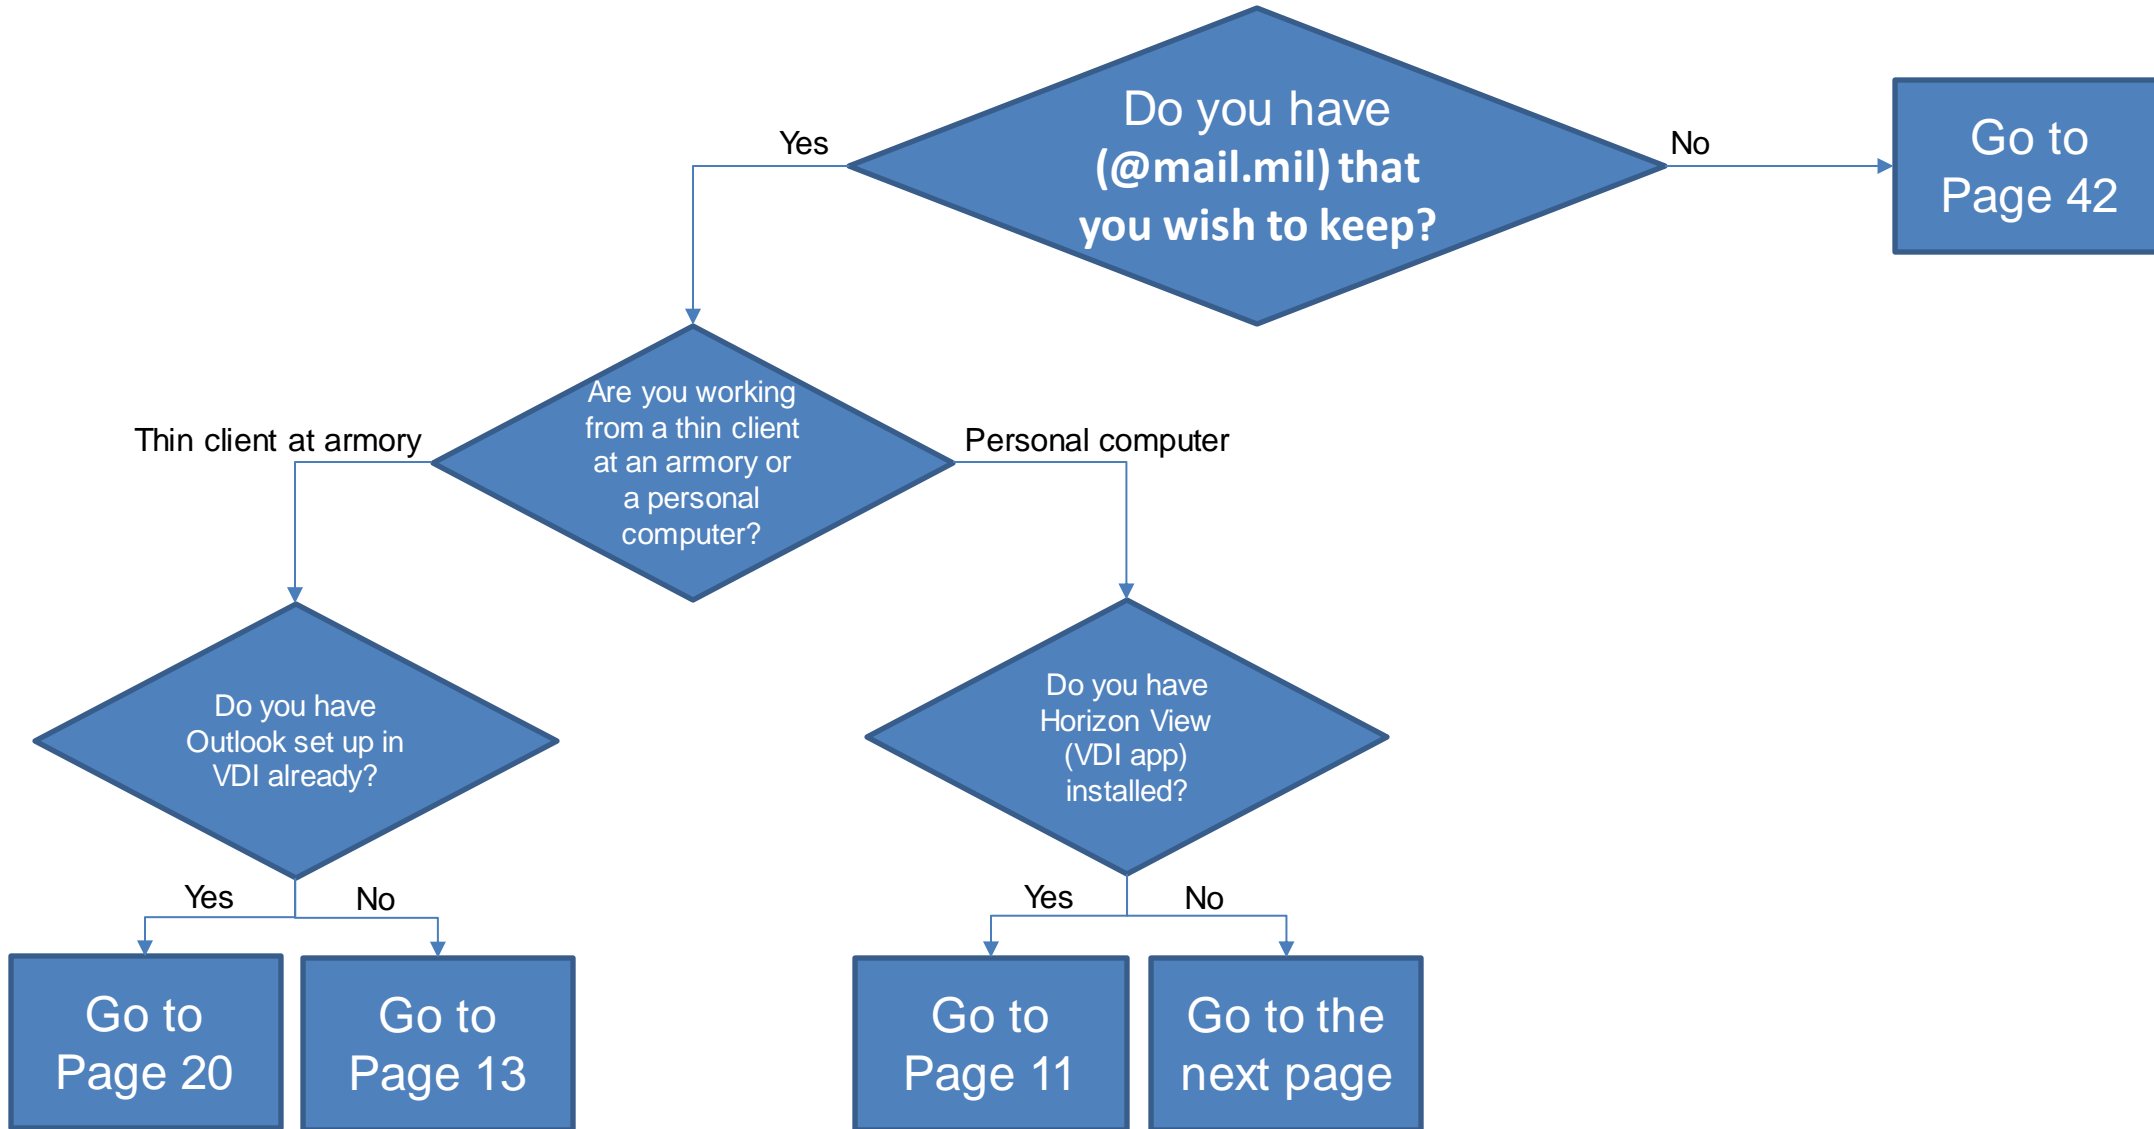 Do you have
(@mail.mil) that
you wish to keep?
Yes
No
Go to
Page 42
Are you working
from a thin client
at an armory or
a personal
computer?
Thin client at armory
Personal computer
Do you have
Outlook set up in
VDI already?
Do you have
Horizon View
(VDI app)
installed?
Yes
No
Yes
No
Go to
Page 20
Go to
Page 13
Go to
Page 11
Go to the
next page